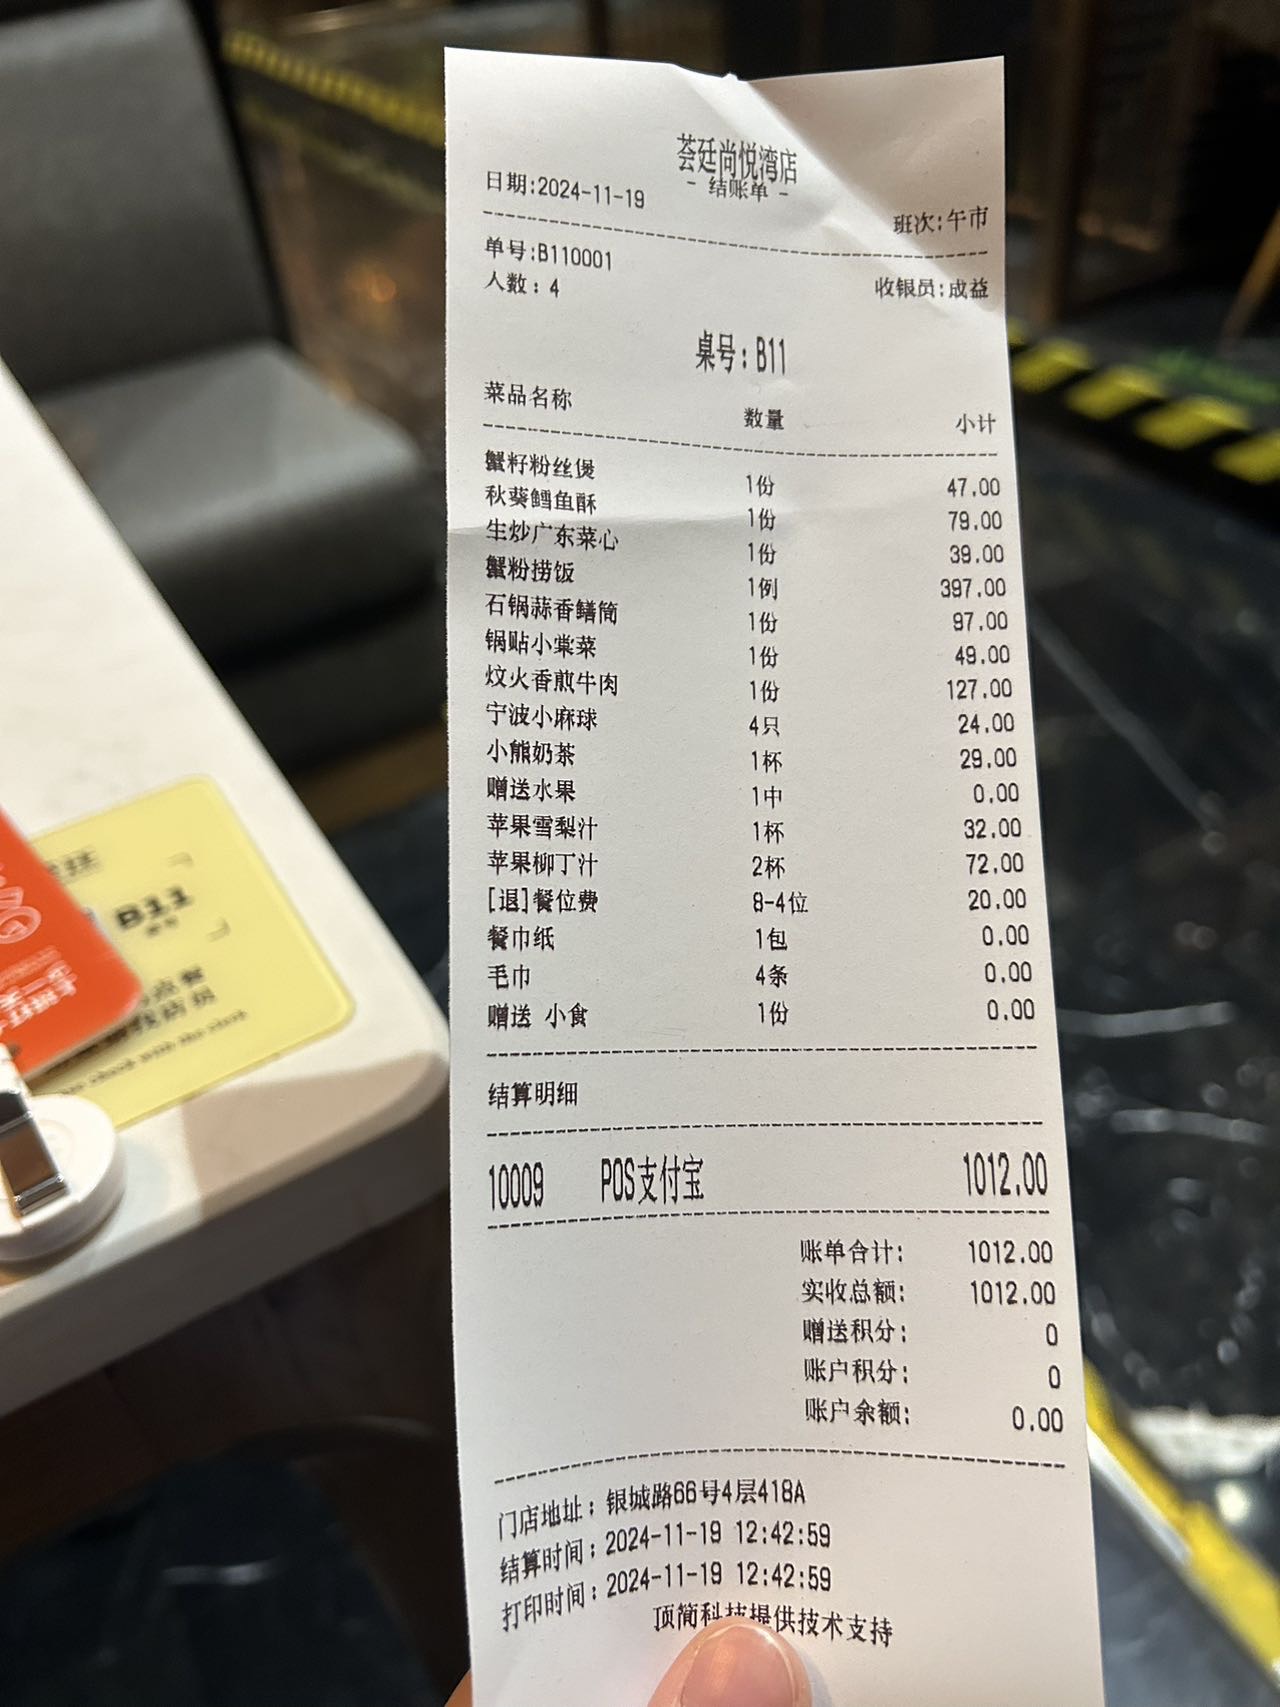 荟廷尚悦湾店
- 结账单 -
日期:2024-11-19 班次:午市
单号:B110001
人数: 4 收银员:成益
桌号: B11
菜品名称 数量 小计
蟹籽粉丝煲 1份 47.00
秋葵鳕鱼酥 1份 79.00
生炒广东菜心 1份 39.00
蟹粉捞饭 1例 397.00
石锅蒜香鳝筒 1份 97.00
锅贴小棠菜 1份 49.00
炆火香煎牛肉 1份 127.00
宁波小麻球 4只 24.00
小熊奶茶 1杯 29.00
赠送水果 1中 0.00
苹果雪梨汁 1杯 32.00
苹果柳丁汁 2杯 72.00
[退]餐位费 8-4位 20.00
餐巾纸 1包 0.00
毛巾 4条 0.00
赠送 小食 1份 0.00
结算明细
10009 POS支付宝 1012.00
账单合计: 1012.00
实收总额: 1012.00
赠送积分: 0
账户积分: 0
账户余额: 0.00
门店地址: 银城路66号4层418A
结算时间: 2024-11-19 12:42:59
打印时间: 2024-11-19 12:42:59
顶简科技提供技术支持
B11